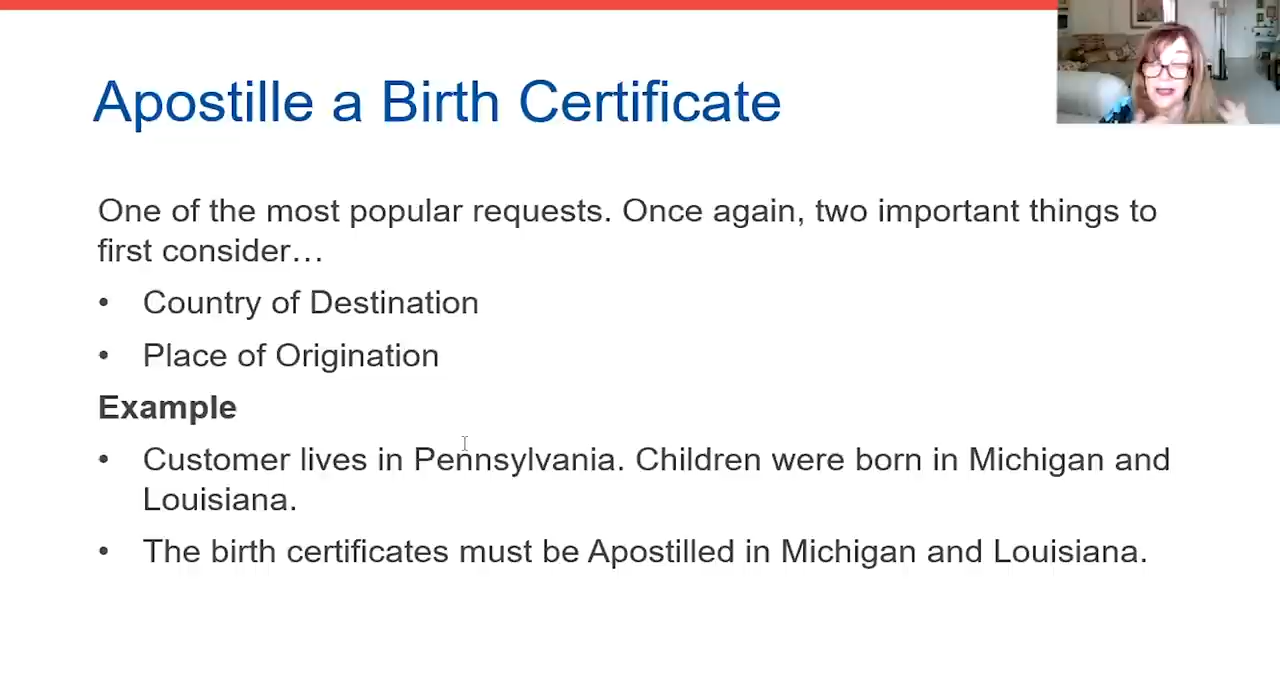 Apostille a Birth Certificate
One of the most popular requests. Once again, two important things to
first consider…
• Country of Destination
• Place of Origination
Example
• Customer lives in Pennsylvania. Children were born in Michigan and
Louisiana.
• The birth certificates must be Apostilled in Michigan and Louisiana.